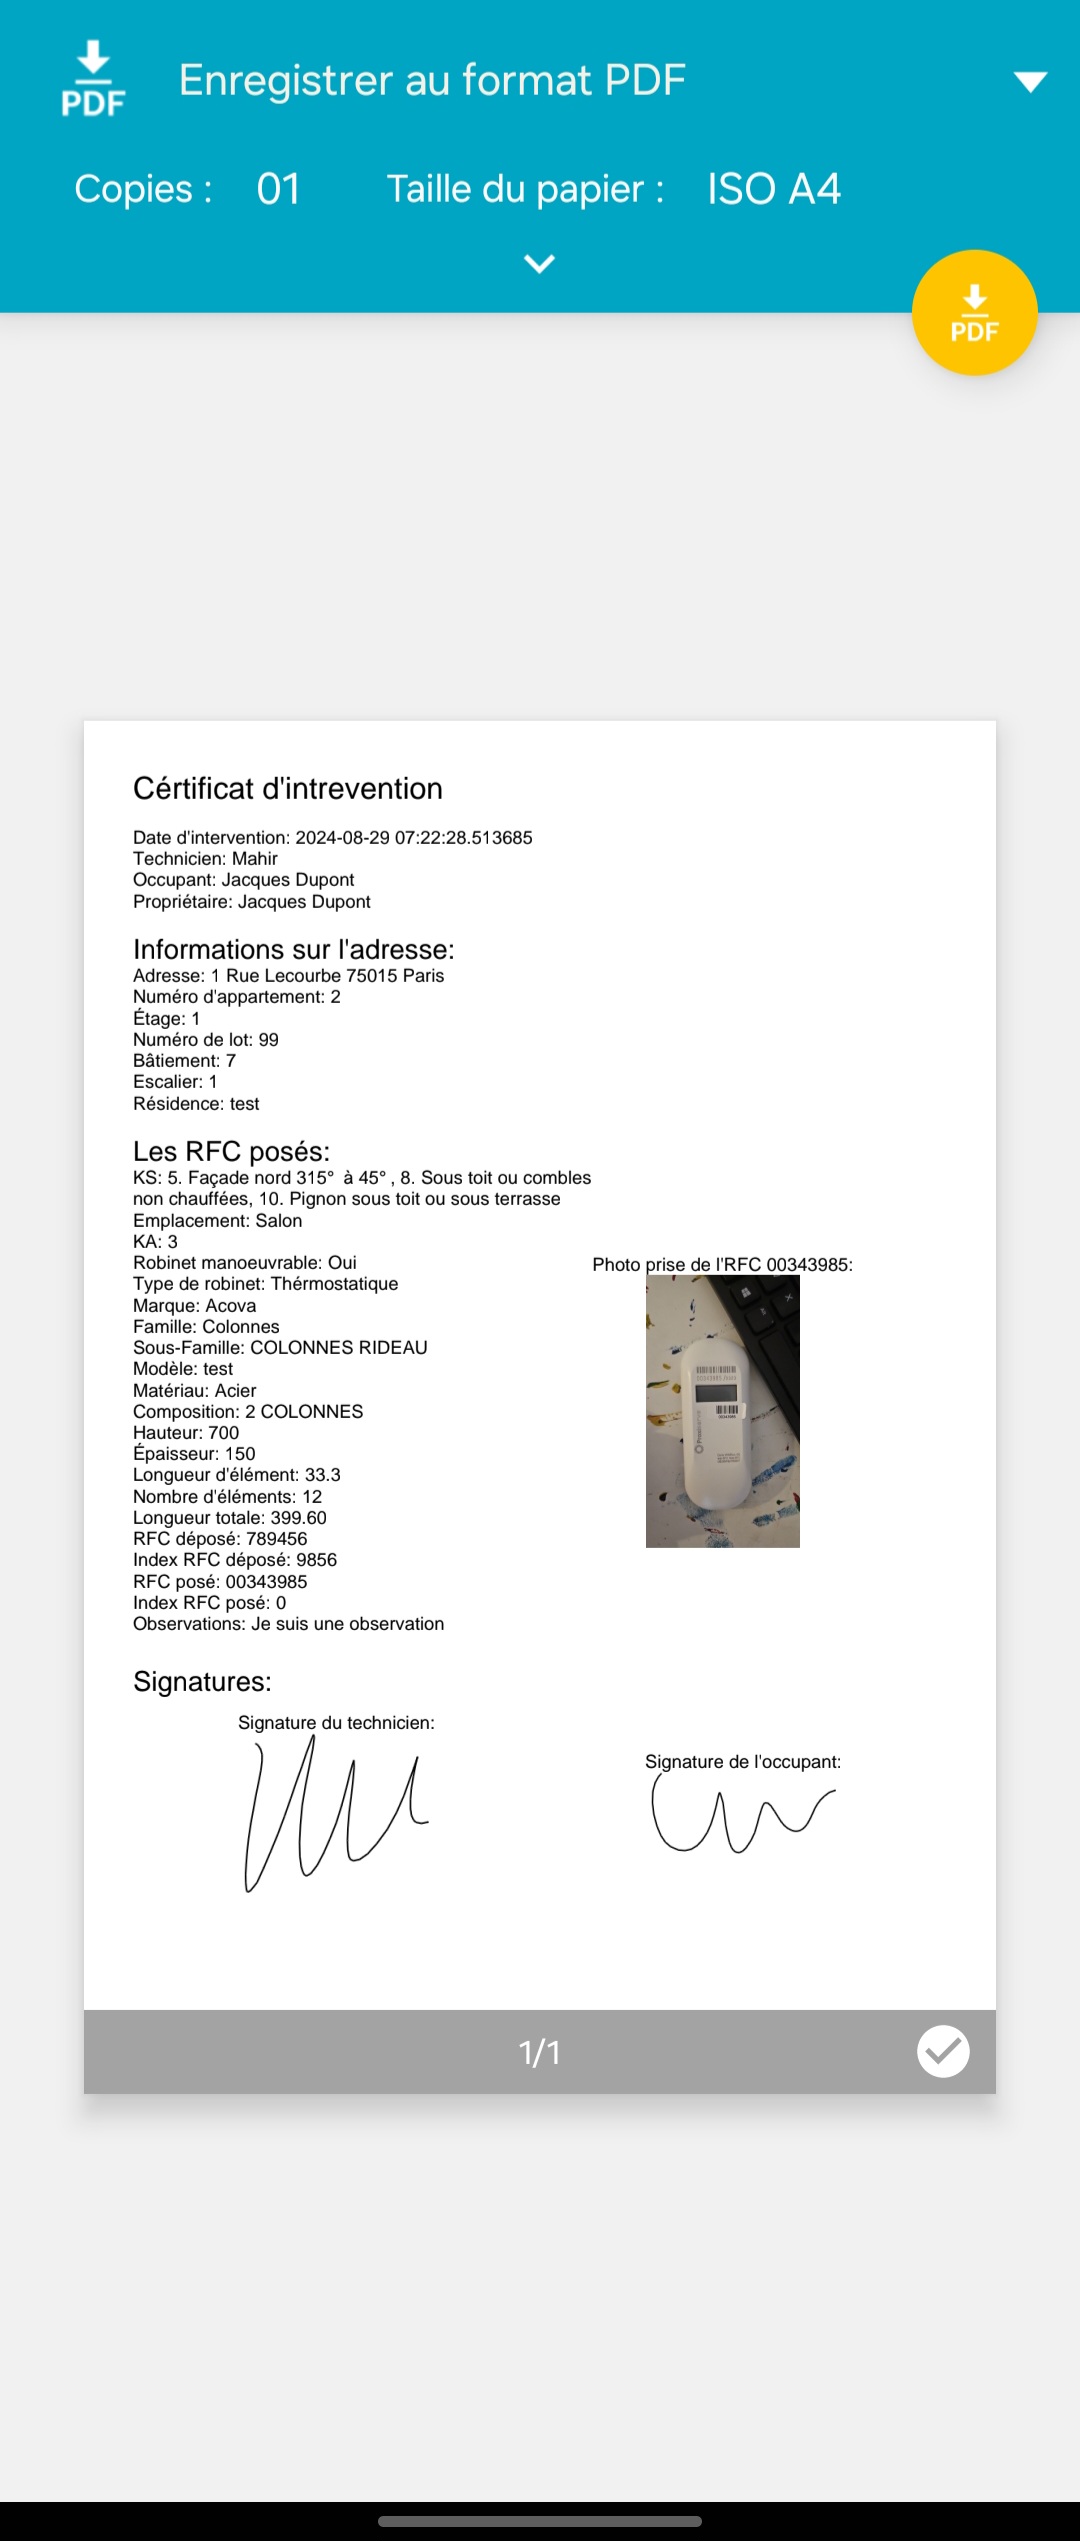 PDF
Enregistrer au format PDF
Copies : 01 Taille du papier : ISO A4
PDF
Cértificat d'intrevention
Date d'intervention: 2024-08-29 07:22:28.513685
Technicien: Mahir
Occupant: Jacques Dupont
Propriétaire: Jacques Dupont
Informations sur l'adresse:
Adresse: 1 Rue Lecourbe 75015 Paris
Numéro d'appartement: 2
Étage: 1
Numéro de lot: 99
Bâtiement: 7
Escalier: 1
Résidence: test
Les RFC posés:
KS: 5. Façade nord 315° à 45° , 8. Sous toit ou combles
non chauffées, 10. Pignon sous toit ou sous terrasse
Emplacement: Salon
KA: 3
Robinet manoeuvrable: Oui
Type de robinet: Thérmostatique
Marque: Acova
Famille: Colonnes
Sous-Famille: COLONNES RIDEAU
Modèle: test
Matériau: Acier
Composition: 2 COLONNES
Hauteur: 700
Épaisseur: 150
Longueur d'élément: 33.3
Nombre d'éléments: 12
Longueur totale: 399.60
RFC déposé: 789456
Index RFC déposé: 9856
RFC posé: 00343985
Index RFC posé: 0
Observations: Je suis une observation
Photo prise de l'RFC 00343985:
Signatures:
Signature du technicien:
Signature de l'occupant:
1/1